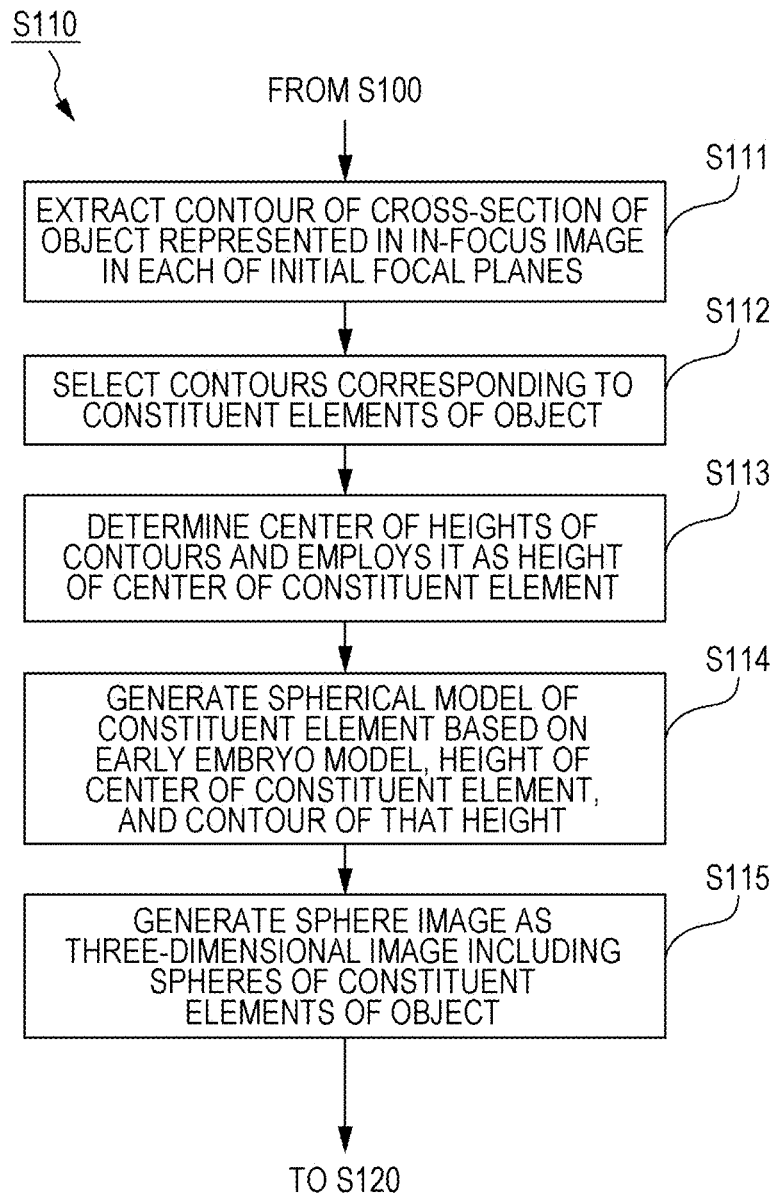 S110
FROM S100
S111
EXTRACT CONTOUR OF CROSS-SECTION OF
OBJECT REPRESENTED IN IN-FOCUS IMAGE
IN EACH OF INITIAL FOCAL PLANES
S112
SELECT CONTOURS CORRESPONDING TO
CONSTITUENT ELEMENTS OF OBJECT
S113
DETERMINE CENTER OF HEIGHTS OF
CONTOURS AND EMPLOYS IT AS HEIGHT
OF CENTER OF CONSTITUENT ELEMENT
S114
GENERATE SPHERICAL MODEL OF
CONSTITUENT ELEMENT BASED ON
EARLY EMBRYO MODEL, HEIGHT OF
CENTER OF CONSTITUENT ELEMENT,
AND CONTOUR OF THAT HEIGHT
S115
GENERATE SPHERE IMAGE AS
THREE-DIMENSIONAL IMAGE INCLUDING
SPHERES OF CONSTITUENT
ELEMENTS OF OBJECT
TO S120